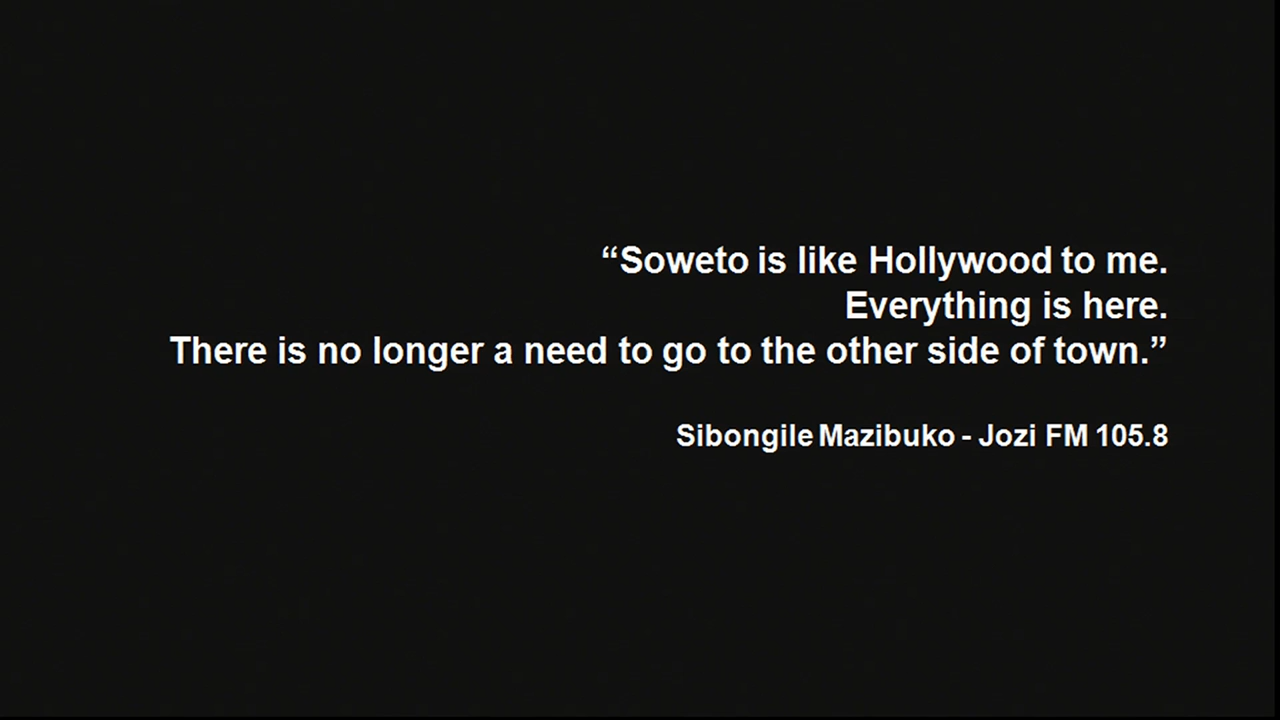 “Soweto is like Hollywood to me.
Everything is here.
There is no longer a need to go to the other side of town.”
Sibongile Mazibuko - Jozi FM 105.8